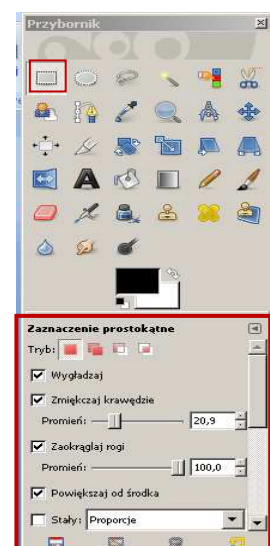 Przybornik
Zaznaczenie prostokątne
Tryb:
Wygładzaj
Zmiękczaj krawędzie
Promień: 20,9
Zaokrąglaj rogi
Promień: 100,0
Powiększaj od środka
Stały: Proporcje